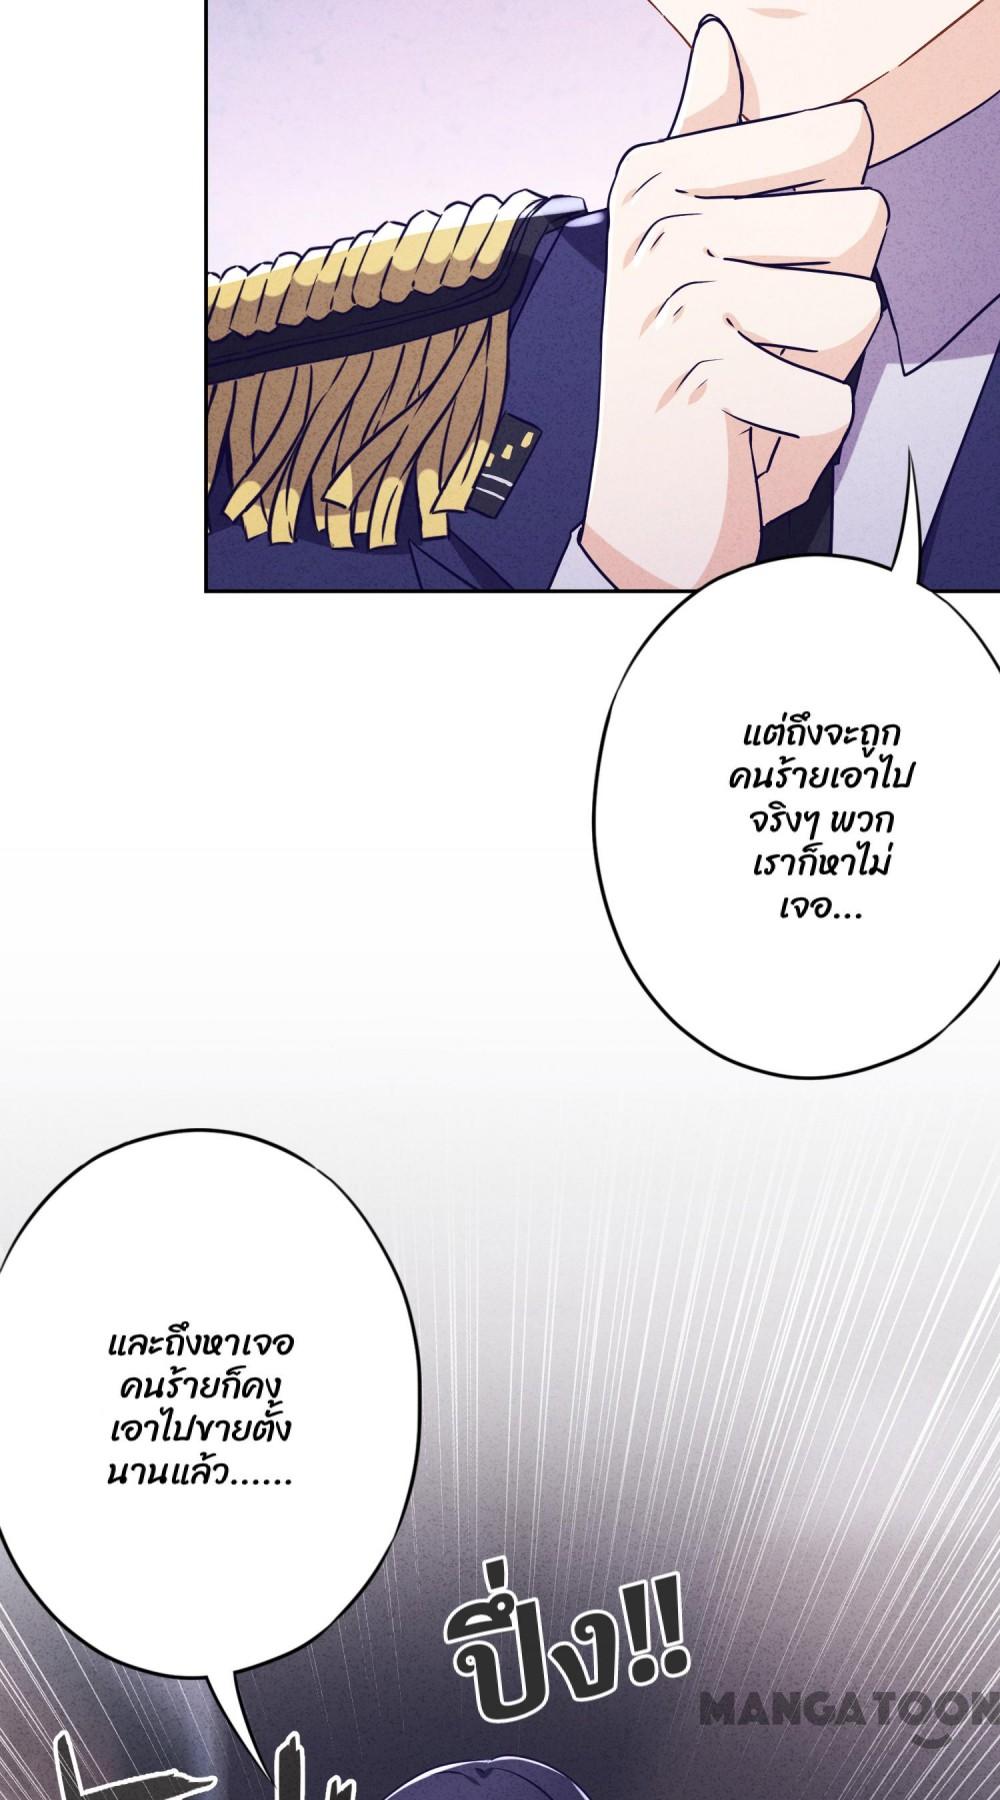 แต่ถึงจะถูก
คนร้ายเอาไป
จริงๆ พวก
เราก็หาไม่
เจอ...
และถึงหาเจอ
คนร้ายก็คง
เอาไปขายตั้ง
นานแล้ว......
ปึ่ง!!
MANGATOON